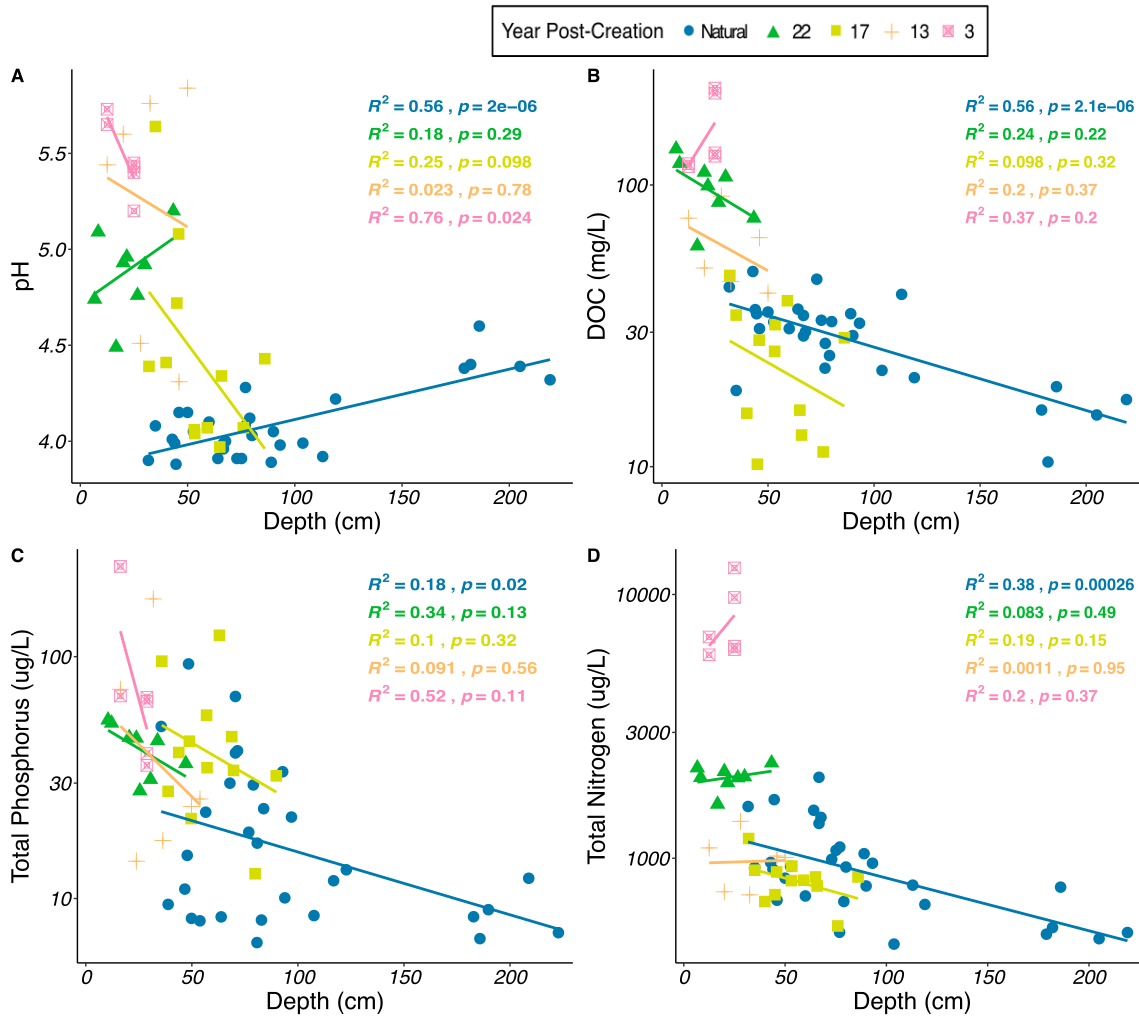 Year Post-Creation Natural 22 17 13 3
A
R² = 0.56 , p = 2e−06
R² = 0.18 , p = 0.29
R² = 0.25 , p = 0.098
R² = 0.023 , p = 0.78
R² = 0.76 , p = 0.024
5.5
5.0
4.5
4.0
pH
0 50 100 150 200
Depth (cm)
B
R² = 0.56 , p = 2.1e−06
R² = 0.24 , p = 0.22
R² = 0.098 , p = 0.32
R² = 0.2 , p = 0.37
R² = 0.37 , p = 0.2
100
30
10
DOC (mg/L)
0 50 100 150 200
Depth (cm)
C
R² = 0.18 , p = 0.02
R² = 0.34 , p = 0.13
R² = 0.1 , p = 0.32
R² = 0.091 , p = 0.56
R² = 0.52 , p = 0.11
100
30
10
Total Phosphorus (ug/L)
0 50 100 150 200
Depth (cm)
D
R² = 0.38 , p = 0.00026
R² = 0.083 , p = 0.49
R² = 0.19 , p = 0.15
R² = 0.0011 , p = 0.95
R² = 0.2 , p = 0.37
10000
3000
1000
Total Nitrogen (ug/L)
0 50 100 150 200
Depth (cm)